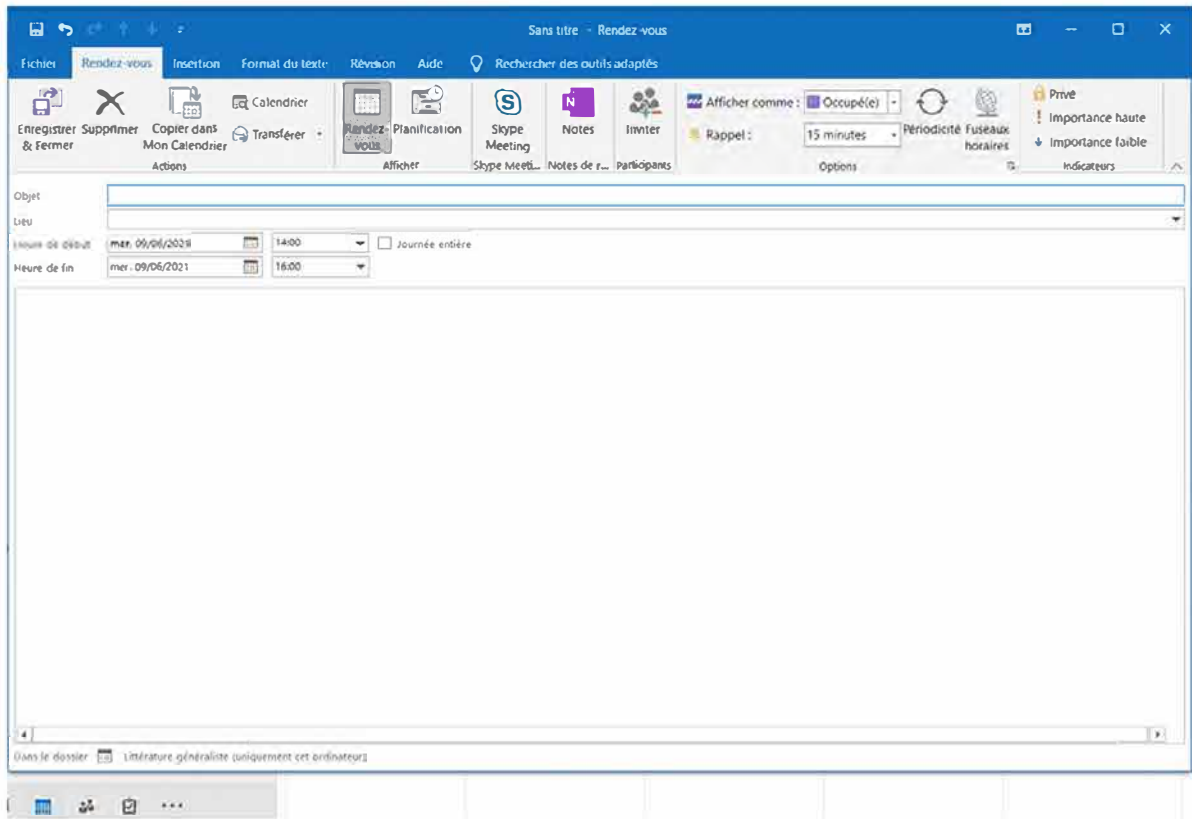 Sans titre - Rendez-vous
Fichier Rendez-vous Insertion Format du texte Révision Aide Rechercher des outils adaptés
Enregistrer & Fermer
Supprimer
Copier dans Mon Calendrier
Calendrier
Transférer
Actions
Rendez-vous
Planification
Afficher
Skype Meeting
Skype Meeti...
Notes
Notes de r...
Inviter
Participants
Afficher comme : Occupé(e)
Rappel : 15 minutes
Périodicité
Fuseaux horaires
Options
Privé
Importance haute
Importance faible
Indicateurs
Objet
Lieu
Heure de début mer. 09/06/2021 14:00 Journée entière
Heure de fin mer. 09/06/2021 16:00
Dans le dossier Littérature généraliste (uniquement cet ordinateur)